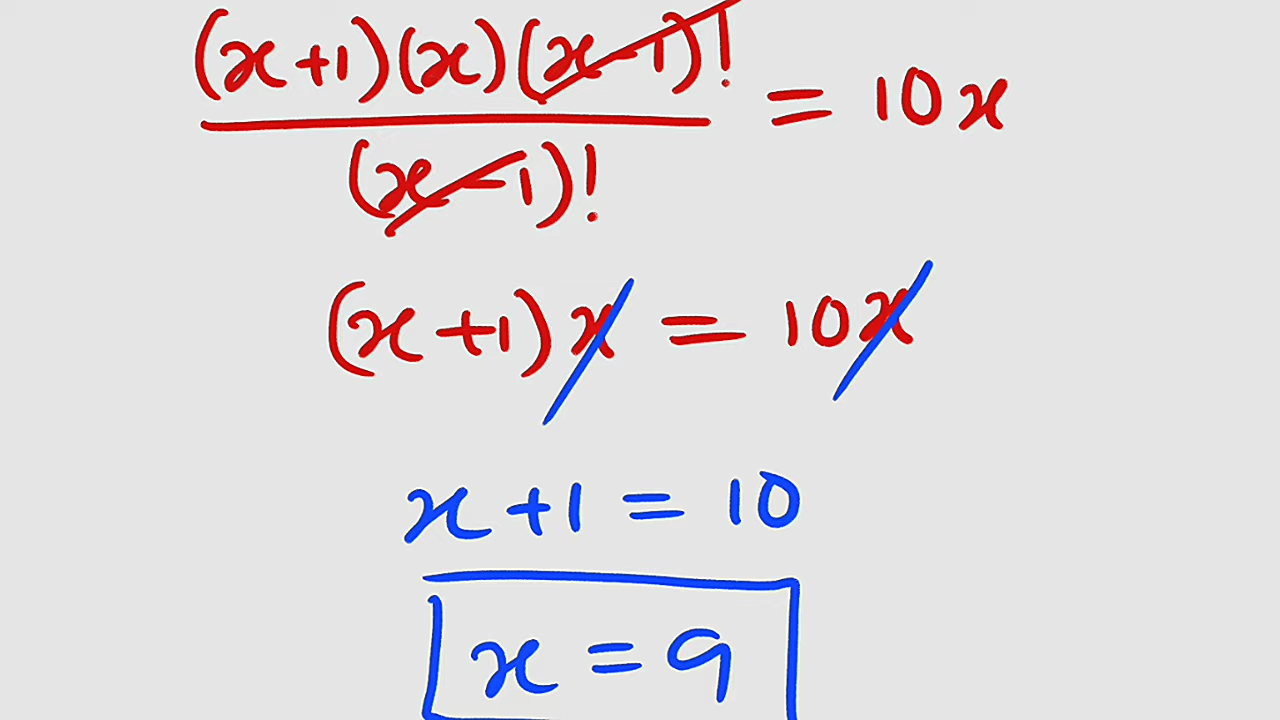 (x+1)(x)(x-1)!
(x-1)!
= 10x
(x+1)x = 10x
x+1 = 10
x = 9